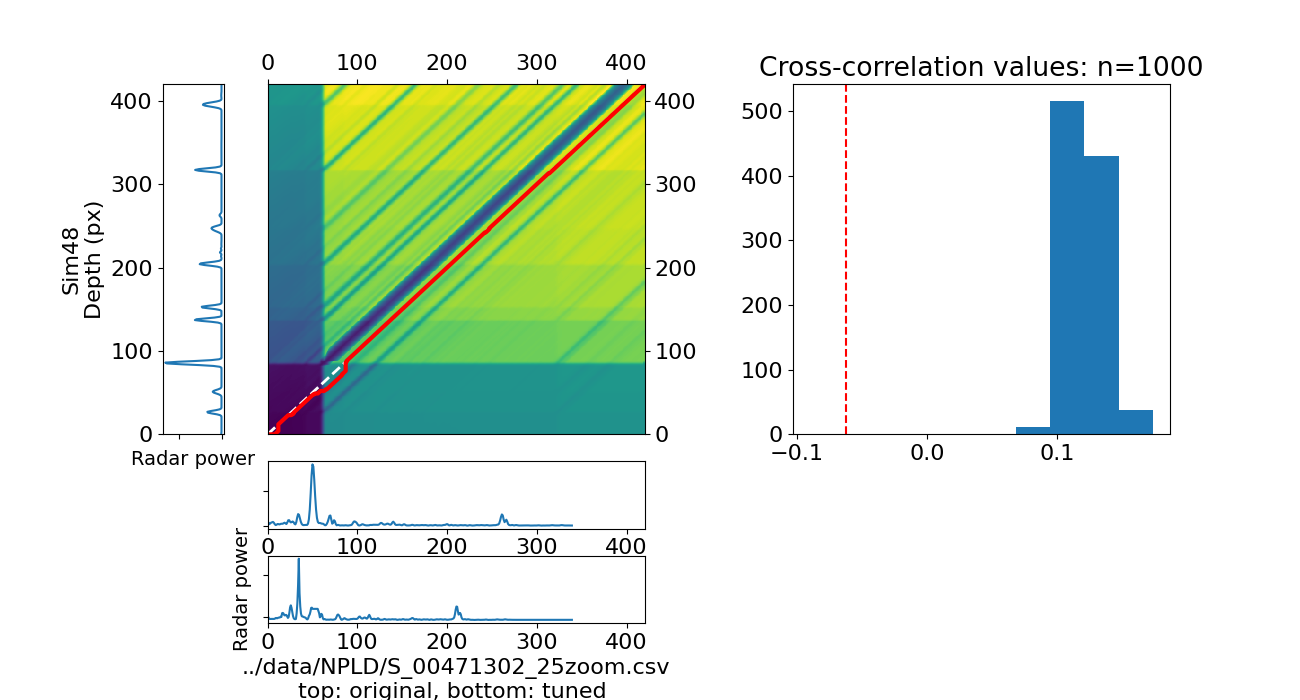 0 100 200 300 400
Cross-correlation values: n=1000
400
300
200
100
0
Sim48
Depth (px)
400
300
200
100
0
500
400
300
200
100
0
−0.1 0.0 0.1
Radar power
0 100 200 300 400
Radar power
0 100 200 300 400
../data/NPLD/S_00471302_25zoom.csv
top: original, bottom: tuned